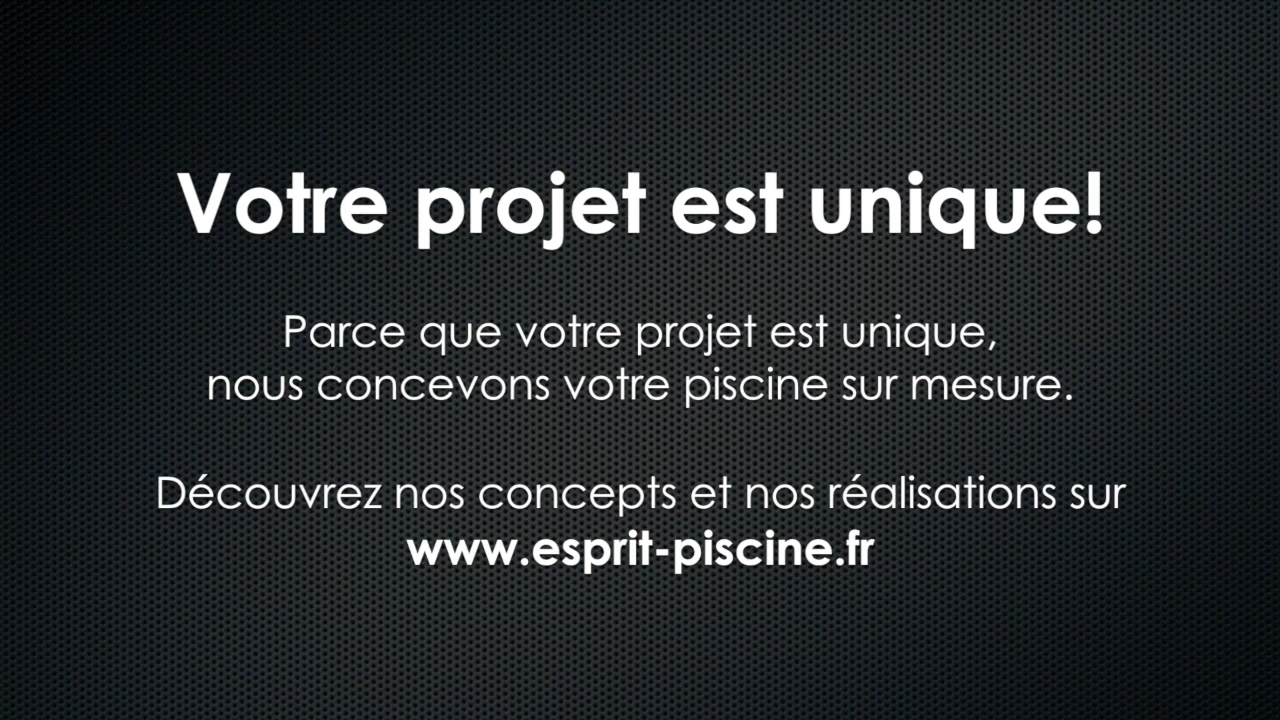 Votre projet est unique!
Parce que votre projet est unique,
nous concevons votre piscine sur mesure.
Découvrez nos concepts et nos réalisations sur
www.esprit-piscine.fr